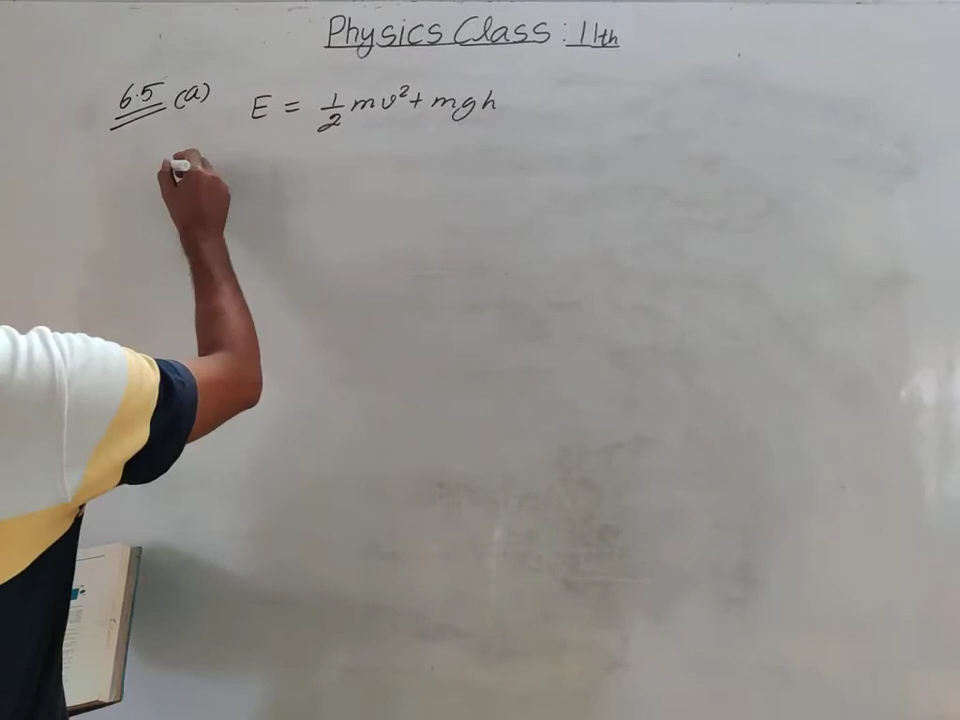 Physics Class : 11th
6.5 (a) E = 1/2 mv² + mgh